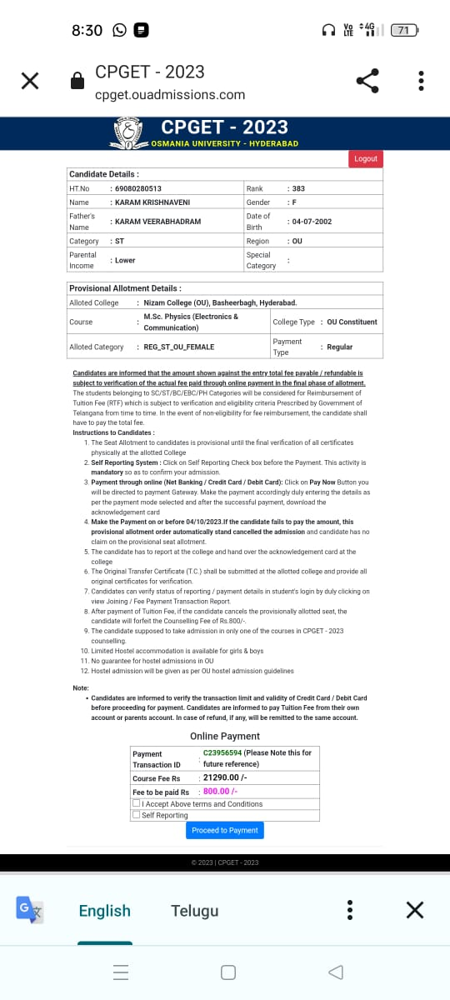 8:30
Vo LTE 4G 71
CPGET - 2023
cpget.ouadmissions.com
CPGET - 2023
OSMANIA UNIVERSITY - HYDERABAD
Logout
Candidate Details :
HT.No : 69080280513 Rank : 383
Name : KARAM KRISHNAVENI Gender : F
Father's Name : KARAM VEERABHADRAM Date of Birth : 04-07-2002
Category : ST Region : OU
Parental Income : Lower Special Category :
Provisional Allotment Details :
Alloted College : Nizam College (OU), Basheerbagh, Hyderabad.
Course : M.Sc. Physics (Electronics & Communication) College Type : OU Constituent
Alloted Category : REG_ST_OU_FEMALE Payment Type : Regular
Candidates are informed that the amount shown against the entry total fee payable / refundable is
subject to verification of the actual fee paid through online payment in the final phase of allotment.
The students belonging to SC/ST/BC/EBC/PH Categories will be considered for Reimbursement of
Tuition Fee (RTF) which is subject to verification and eligibility criteria Prescribed by Government of
Telangana from time to time. In the event of non-eligibility for fee reimbursement, the candidate shall
have to pay the total fee.
Instructions to Candidates :
1. The Seat Allotment to candidates is provisional until the final verification of all certificates
physically at the allotted College
2. Self Reporting System : Click on Self Reporting Check box before the Payment. This activity is
mandatory so as to confirm your admission.
3. Payment through online (Net Banking / Credit Card / Debit Card): Click on Pay Now Button you
will be directed to payment Gateway. Make the payment accordingly duly entering the details as
per the payment mode selected and after the successful payment, download the
acknowledgement card
4. Make the Payment on or before 04/10/2023.If the candidate fails to pay the amount, this
provisional allotment order automatically stand cancelled the admission and candidate has no
claim on the provisional seat allotment.
5. The candidate has to report at the college and hand over the acknowledgement card at the
college
6. The Original Transfer Certificate (T.C.) shall be submitted at the allotted college and provide all
original certificates for verification.
7. Candidates can verify status of reporting / payment details in student's login by duly clicking on
view Joining / Fee Payment Transaction Report.
8. After payment of Tuition Fee, if the candidate cancels the provisionally allotted seat, the
candidate will forfeit the Counselling Fee of Rs.800/-.
9. The candidate supposed to take admission in only one of the courses in CPGET - 2023
counselling.
10. Limited Hostel accommodation is available for girls & boys
11. No guarantee for hostel admissions in OU
12. Hostel admission will be given as per OU hostel admission guidelines
Note:
• Candidates are informed to verify the transaction limit and validity of Credit Card / Debit Card
before proceeding for payment. Candidates are informed to pay Tuition Fee from their own
account or parents account. In case of refund, if any, will be remitted to the same account.
Online Payment
Payment Transaction ID : C23956594 (Please Note this for future reference)
Course Fee Rs : 21290.00 /-
Fee to be paid Rs : 800.00 /-
I Accept Above terms and Conditions
Self Reporting
Proceed to Payment
© 2023 | CPGET - 2023
G 文 English Telugu